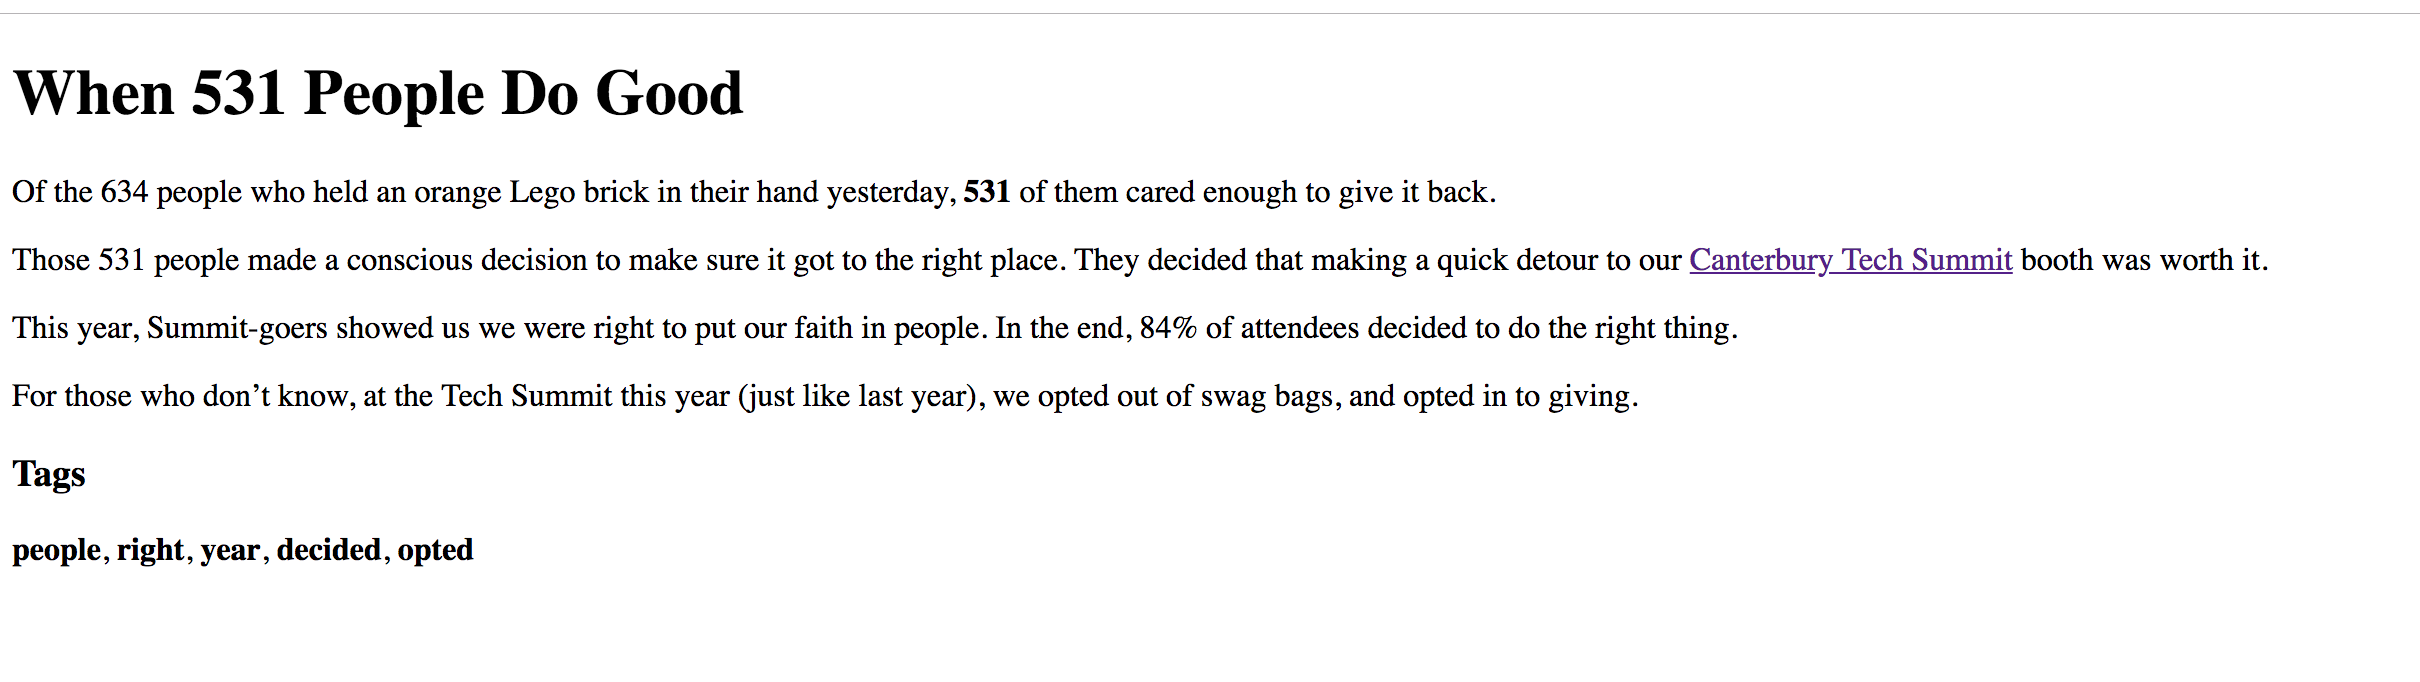 When 531 People Do Good
Of the 634 people who held an orange Lego brick in their hand yesterday, 531 of them cared enough to give it back.
Those 531 people made a conscious decision to make sure it got to the right place. They decided that making a quick detour to our Canterbury Tech Summit booth was worth it.
This year, Summit-goers showed us we were right to put our faith in people. In the end, 84% of attendees decided to do the right thing.
For those who don’t know, at the Tech Summit this year (just like last year), we opted out of swag bags, and opted in to giving.
Tags
people, right, year, decided, opted